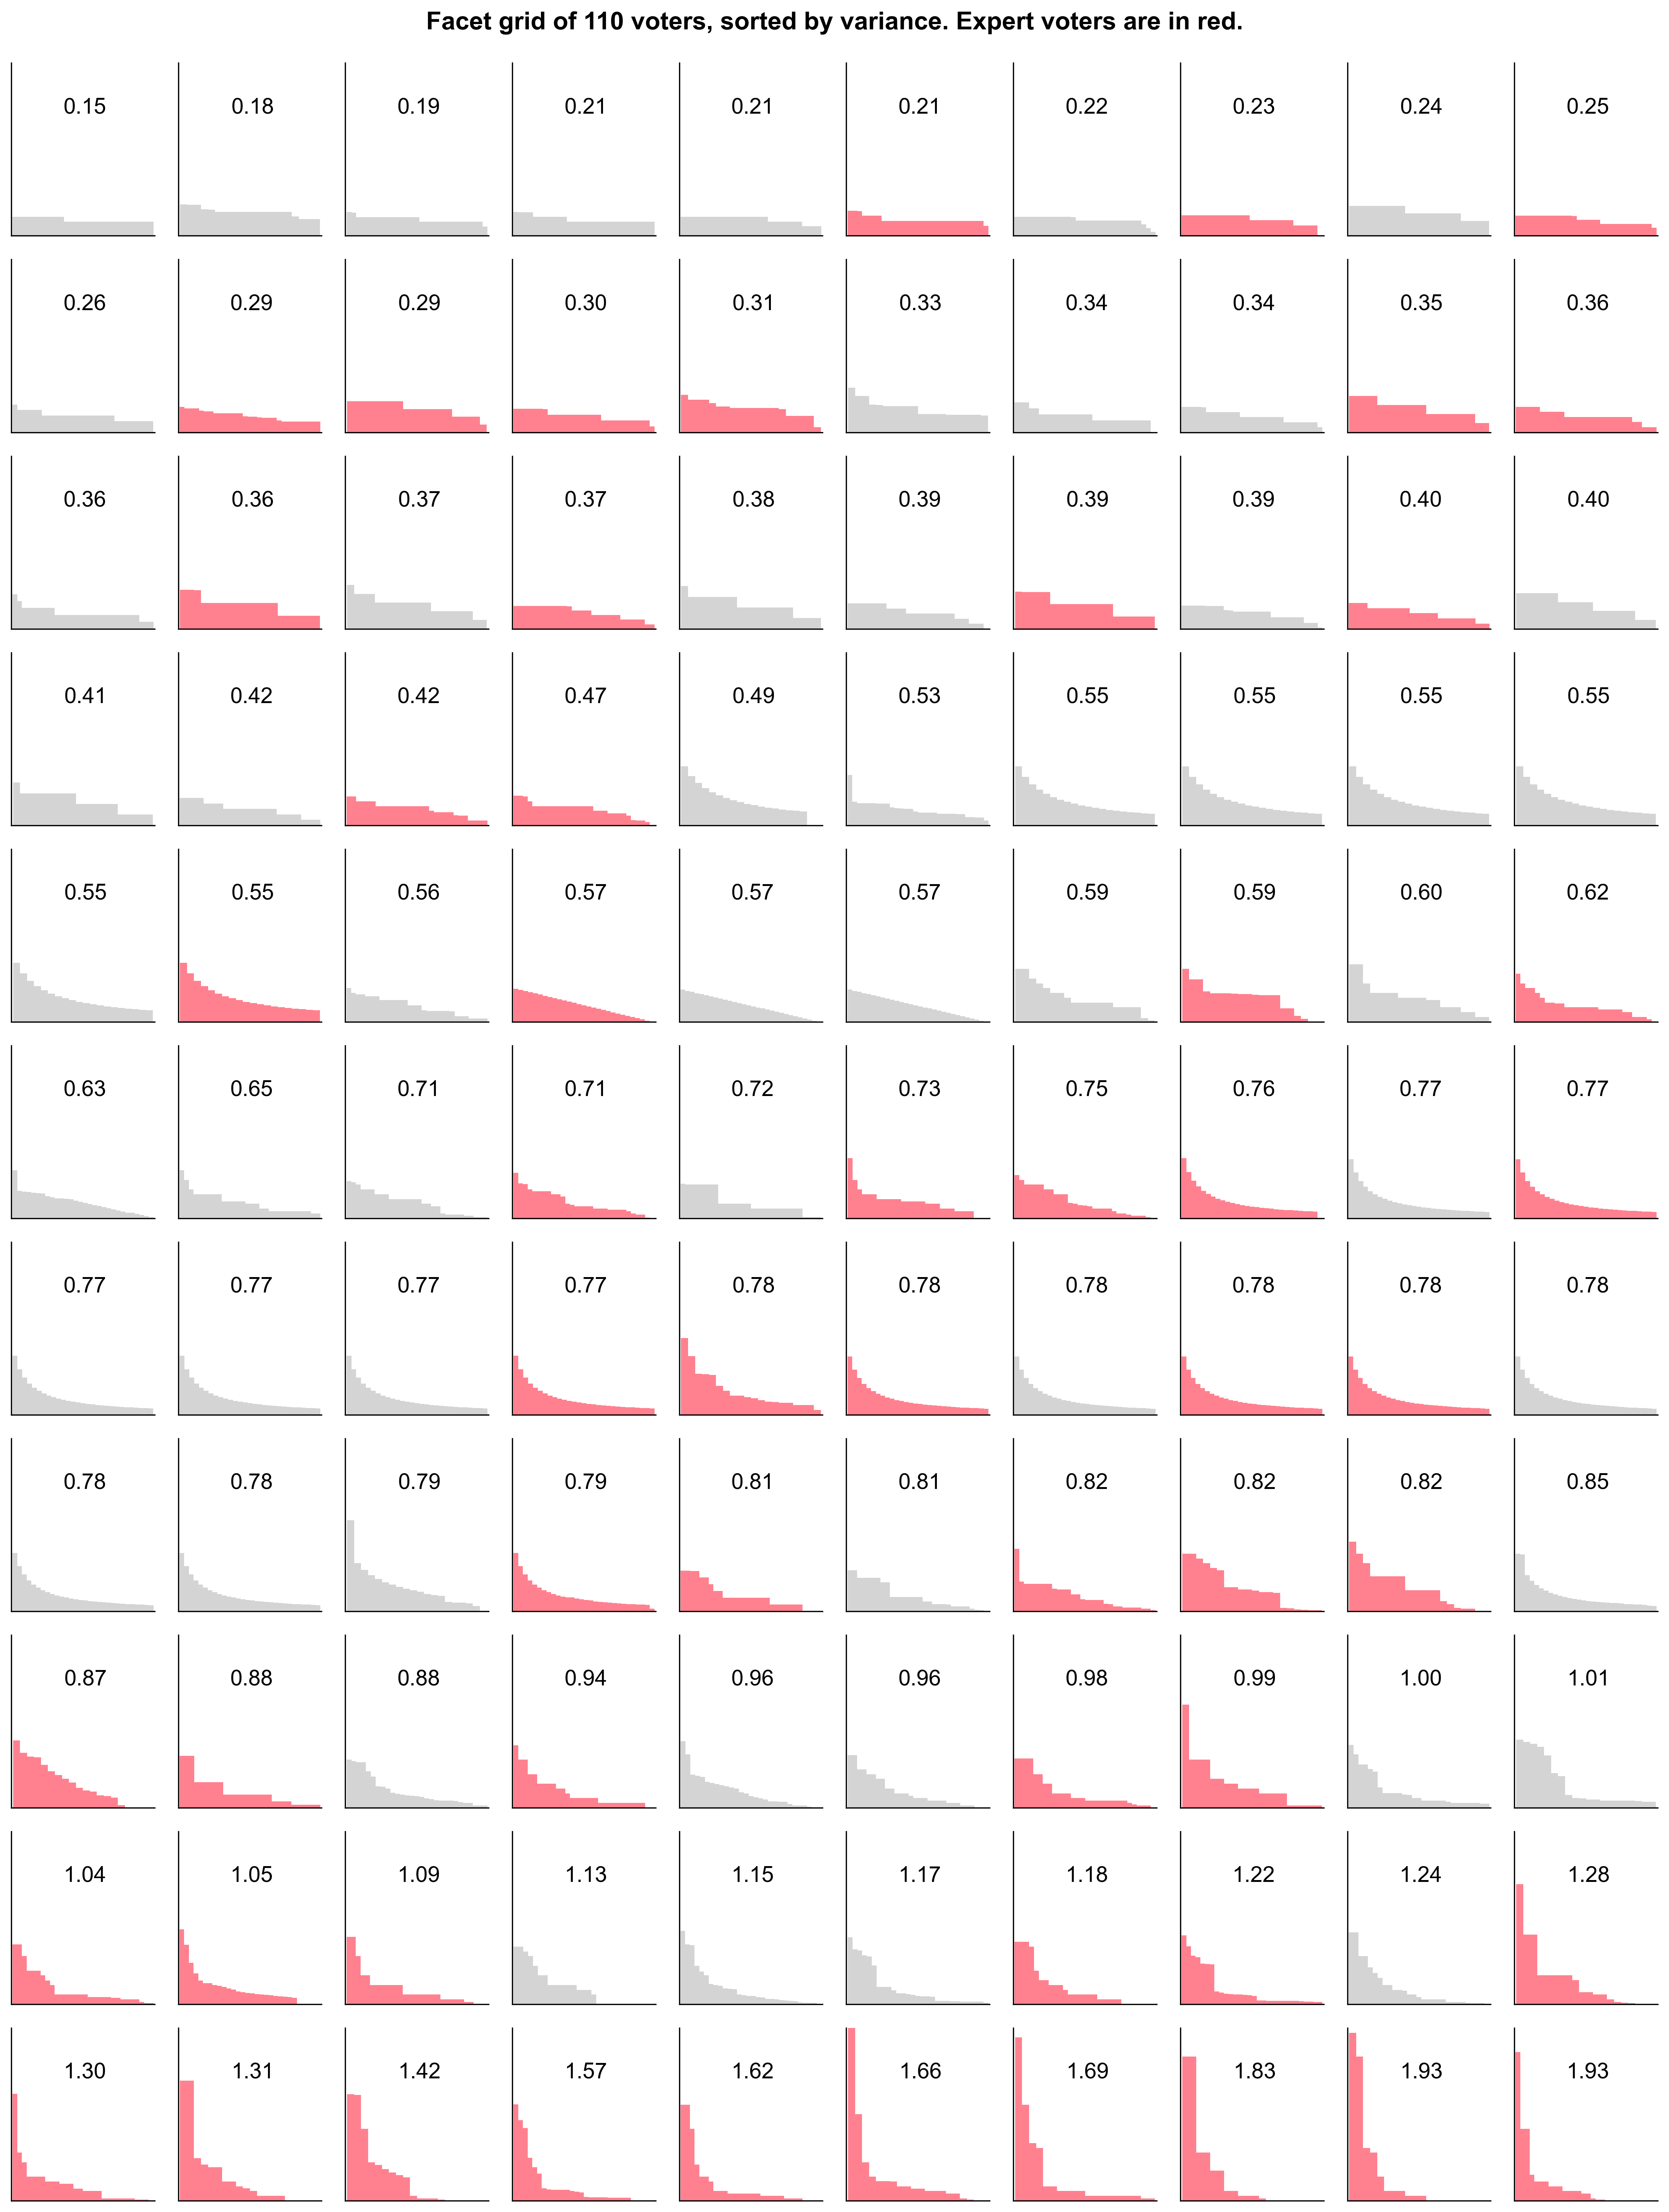 Facet grid of 110 voters, sorted by variance. Expert voters are in red.
0.15 0.18 0.19 0.21 0.21 0.21 0.22 0.23 0.24 0.25
0.26 0.29 0.29 0.30 0.31 0.33 0.34 0.34 0.35 0.36
0.36 0.36 0.37 0.37 0.38 0.39 0.39 0.39 0.40 0.40
0.41 0.42 0.42 0.47 0.49 0.53 0.55 0.55 0.55 0.55
0.55 0.55 0.56 0.57 0.57 0.57 0.59 0.59 0.60 0.62
0.63 0.65 0.71 0.71 0.72 0.73 0.75 0.76 0.77 0.77
0.77 0.77 0.77 0.77 0.78 0.78 0.78 0.78 0.78 0.78
0.78 0.78 0.79 0.79 0.81 0.81 0.82 0.82 0.82 0.85
0.87 0.88 0.88 0.94 0.96 0.96 0.98 0.99 1.00 1.01
1.04 1.05 1.09 1.13 1.15 1.17 1.18 1.22 1.24 1.28
1.30 1.31 1.42 1.57 1.62 1.66 1.69 1.83 1.93 1.93